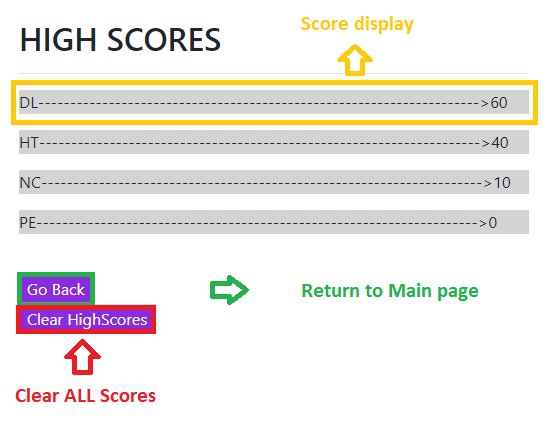 Score display
HIGH SCORES
DL------------------------------------------------------------------------->60
HT------------------------------------------------------------------------->40
NC------------------------------------------------------------------------->10
PE------------------------------------------------------------------------->0
Go Back
Return to Main page
Clear HighScores
Clear ALL Scores